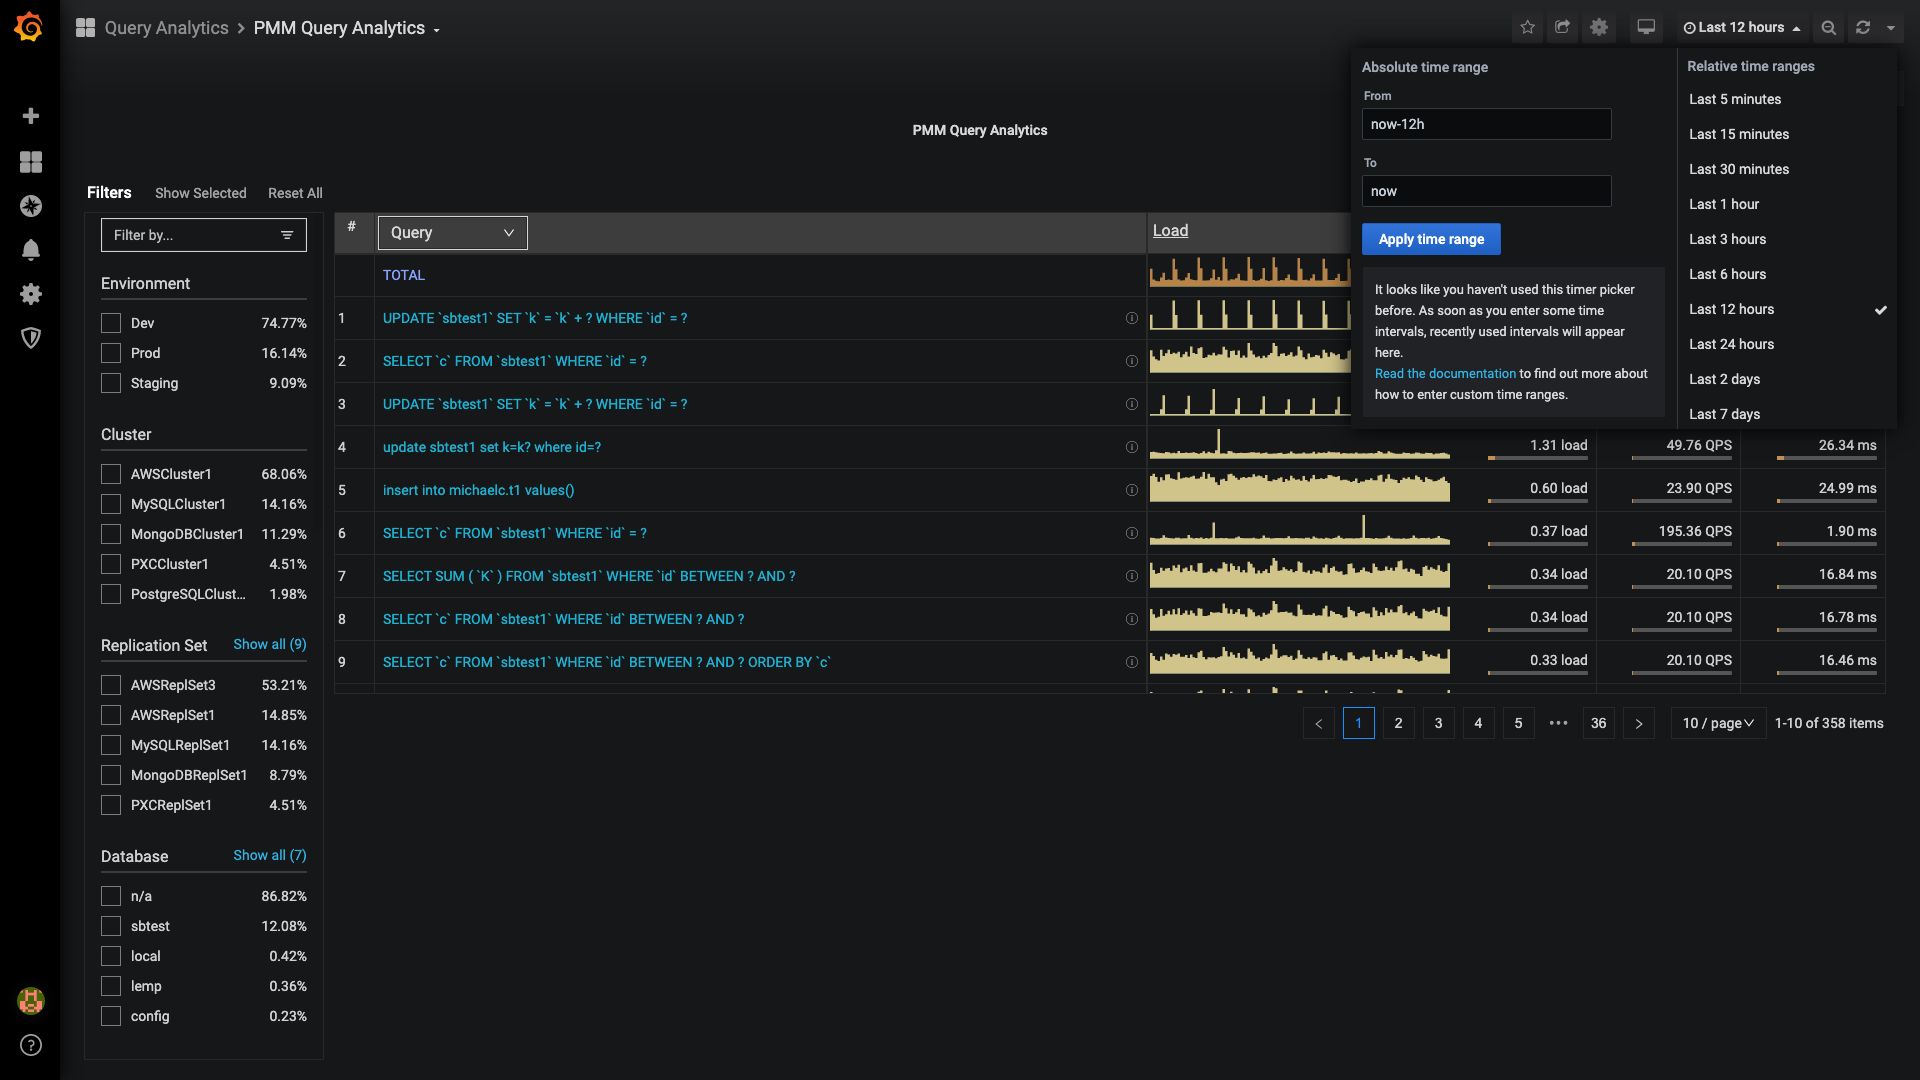 Query Analytics > PMM Query Analytics
Last 12 hours
PMM Query Analytics
Absolute time range
From
now-12h
To
now
Apply time range
It looks like you haven't used this timer picker
before. As soon as you enter some time
intervals, recently used intervals will appear
here.
Read the documentation to find out more about
how to enter custom time ranges.
Relative time ranges
Last 5 minutes
Last 15 minutes
Last 30 minutes
Last 1 hour
Last 3 hours
Last 6 hours
Last 12 hours
Last 24 hours
Last 2 days
Last 7 days
Filters Show Selected Reset All
Filter by...
Environment
Dev 74.77%
Prod 16.14%
Staging 9.09%
Cluster
AWSCluster1 68.06%
MySQLCluster1 14.16%
MongoDBCluster1 11.29%
PXCCluster1 4.51%
PostgreSQLClust... 1.98%
Replication Set Show all (9)
AWSReplSet3 53.21%
AWSReplSet1 14.85%
MySQLReplSet1 14.16%
MongoDBReplSet1 8.79%
PXCReplSet1 4.51%
Database Show all (7)
n/a 86.82%
sbtest 12.08%
local 0.42%
lemp 0.36%
config 0.23%
# Query Load
TOTAL
1 UPDATE `sbtest1` SET `k` = `k` + ? WHERE `id` = ?
2 SELECT `c` FROM `sbtest1` WHERE `id` = ?
3 UPDATE `sbtest1` SET `k` = `k` + ? WHERE `id` = ?
4 update sbtest1 set k=k? where id=? 1.31 load 49.76 QPS 26.34 ms
5 insert into michaelc.t1 values() 0.60 load 23.90 QPS 24.99 ms
6 SELECT `c` FROM `sbtest1` WHERE `id` = ? 0.37 load 195.36 QPS 1.90 ms
7 SELECT SUM ( `K` ) FROM `sbtest1` WHERE `id` BETWEEN ? AND ? 0.34 load 20.10 QPS 16.84 ms
8 SELECT `c` FROM `sbtest1` WHERE `id` BETWEEN ? AND ? 0.34 load 20.10 QPS 16.78 ms
9 SELECT `c` FROM `sbtest1` WHERE `id` BETWEEN ? AND ? ORDER BY `c` 0.33 load 20.10 QPS 16.46 ms
< 1 2 3 4 5 ••• 36 > 10 / page 1-10 of 358 items